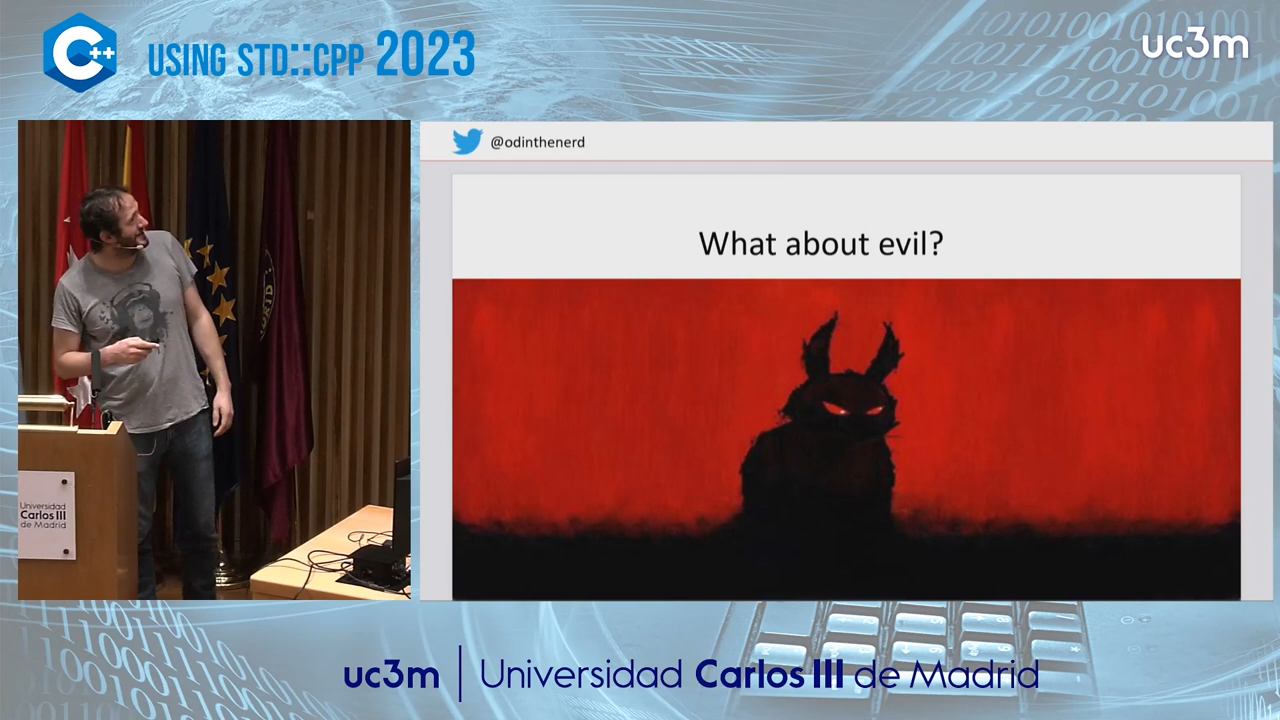 C++
USING STD::CPP 2023
uc3m
@odinthenerd
What about evil?
Universidad
Carlos III
de Madrid
uc3m | Universidad Carlos III de Madrid